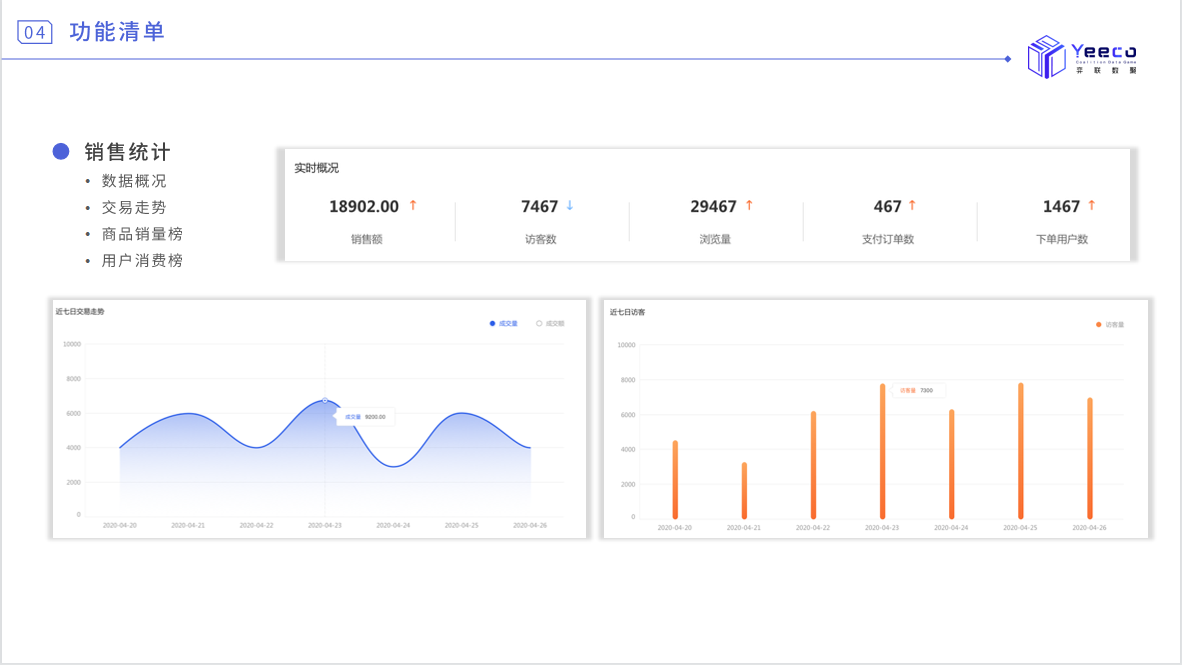 04 功能清单
Yeeco
Coalition Data Game
弈 联 数 聚
销售统计
• 数据概况
• 交易走势
• 商品销量榜
• 用户消费榜
实时概况
18902.00 ↑ 7467 ↓ 29467 ↑ 467 ↑ 1467 ↑
销售额 访客数 浏览量 支付订单数 下单用户数
近七日交易走势
成交量 成交额
10000
8000
6000
4000
2000
0
成交量 9200.00
2020-04-20 2020-04-21 2020-04-22 2020-04-23 2020-04-24 2020-04-25 2020-04-26
近七日访客
访客量
10000
8000
6000
4000
2000
0
访客量 7300
2020-04-20 2020-04-21 2020-04-22 2020-04-23 2020-04-24 2020-04-25 2020-04-26